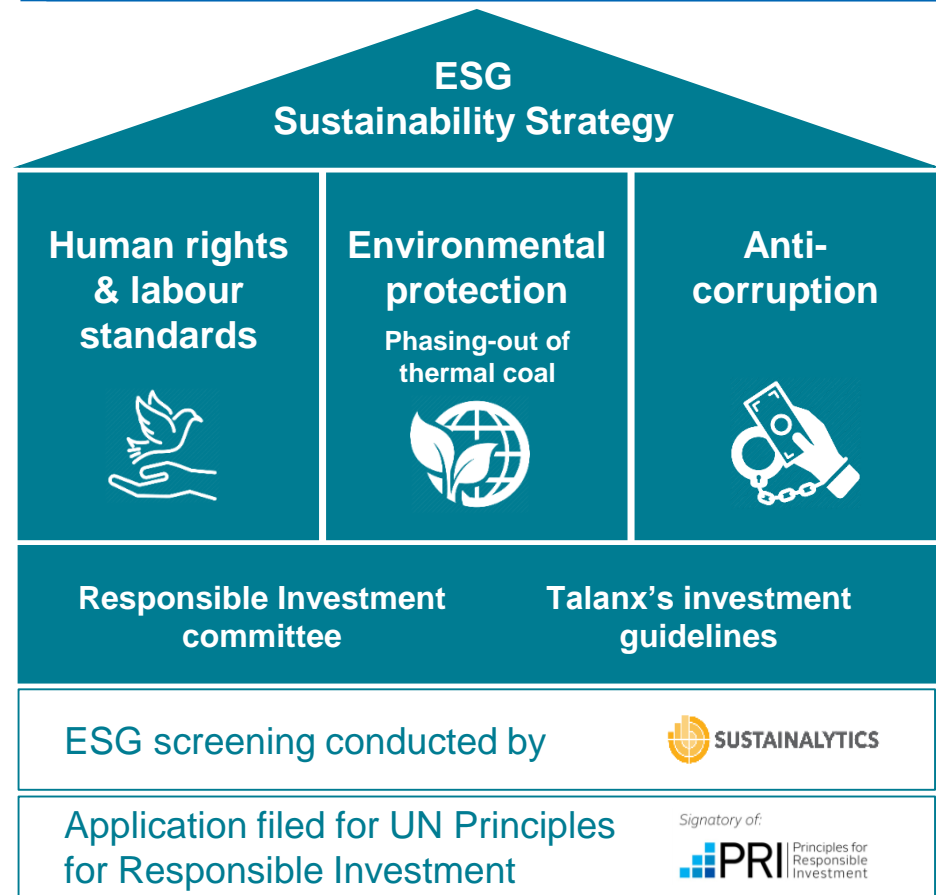 ESG
Sustainability Strategy
Human rights
& labour
standards
Environmental
protection
Phasing-out of
thermal coal
Anti-
corruption
Responsible Investment
committee
Talanx’s investment
guidelines
ESG screening conducted by
SUSTAINALYTICS
Application filed for UN Principles
for Responsible Investment
Signatory of:
PRI
Principles for
Responsible
Investment